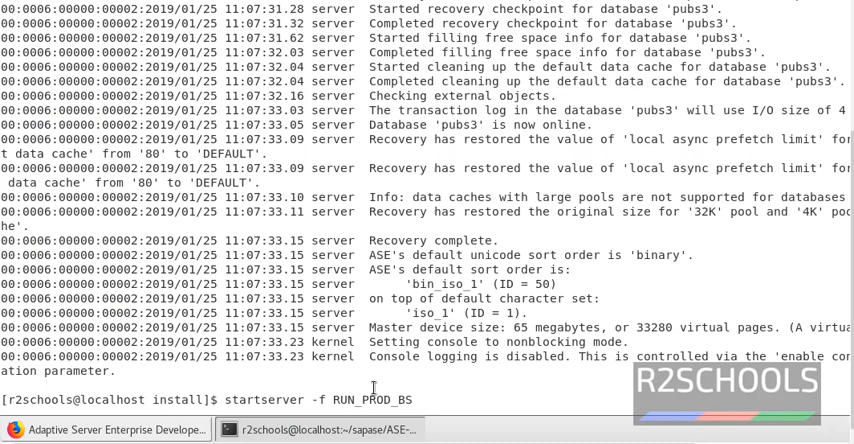 00:0006:00000:00002:2019/01/25 11:07:31.28 server  Started recovery checkpoint for database 'pubs3'.
00:0006:00000:00002:2019/01/25 11:07:31.32 server  Completed recovery checkpoint for database 'pubs3'.
00:0006:00000:00002:2019/01/25 11:07:31.62 server  Started filling free space info for database 'pubs3'.
00:0006:00000:00002:2019/01/25 11:07:32.03 server  Completed filling free space info for database 'pubs3'.
00:0006:00000:00002:2019/01/25 11:07:32.04 server  Started cleaning up the default data cache for database 'pubs3'.
00:0006:00000:00002:2019/01/25 11:07:32.04 server  Completed cleaning up the default data cache for database 'pubs3'.
00:0006:00000:00002:2019/01/25 11:07:32.16 server  Checking external objects.
00:0006:00000:00002:2019/01/25 11:07:33.03 server  The transaction log in the database 'pubs3' will use I/O size of 4
00:0006:00000:00002:2019/01/25 11:07:33.05 server  Database 'pubs3' is now online.
00:0006:00000:00002:2019/01/25 11:07:33.09 server  Recovery has restored the value of 'local async prefetch limit' for
t data cache' from '80' to 'DEFAULT'.
00:0006:00000:00002:2019/01/25 11:07:33.09 server  Recovery has restored the value of 'local async prefetch limit' for
data cache' from '80' to 'DEFAULT'.
00:0006:00000:00002:2019/01/25 11:07:33.10 server  Info: data caches with large pools are not supported for databases
00:0006:00000:00002:2019/01/25 11:07:33.11 server  Recovery has restored the original size for '32K' pool and '4K' poo
he'.
00:0006:00000:00002:2019/01/25 11:07:33.15 server  Recovery complete.
00:0006:00000:00002:2019/01/25 11:07:33.15 server  ASE's default unicode sort order is 'binary'.
00:0006:00000:00002:2019/01/25 11:07:33.15 server  ASE's default sort order is:
00:0006:00000:00002:2019/01/25 11:07:33.15 server      'bin_iso_1' (ID = 50)
00:0006:00000:00002:2019/01/25 11:07:33.15 server  on top of default character set:
00:0006:00000:00002:2019/01/25 11:07:33.15 server      'iso_1' (ID = 1).
00:0006:00000:00002:2019/01/25 11:07:33.15 server  Master device size: 65 megabytes, or 33280 virtual pages. (A virtua
00:0006:00000:00002:2019/01/25 11:07:33.23 kernel  Setting console to nonblocking mode.
00:0006:00000:00002:2019/01/25 11:07:33.23 kernel  Console logging is disabled. This is controlled via the 'enable con
ation parameter.
R2SCHOOLS
[r2schools@localhost install]$ startserver -f RUN_PROD_BS
Adaptive Server Enterprise Develope...
r2schools@localhost:~/sapase/ASE-...